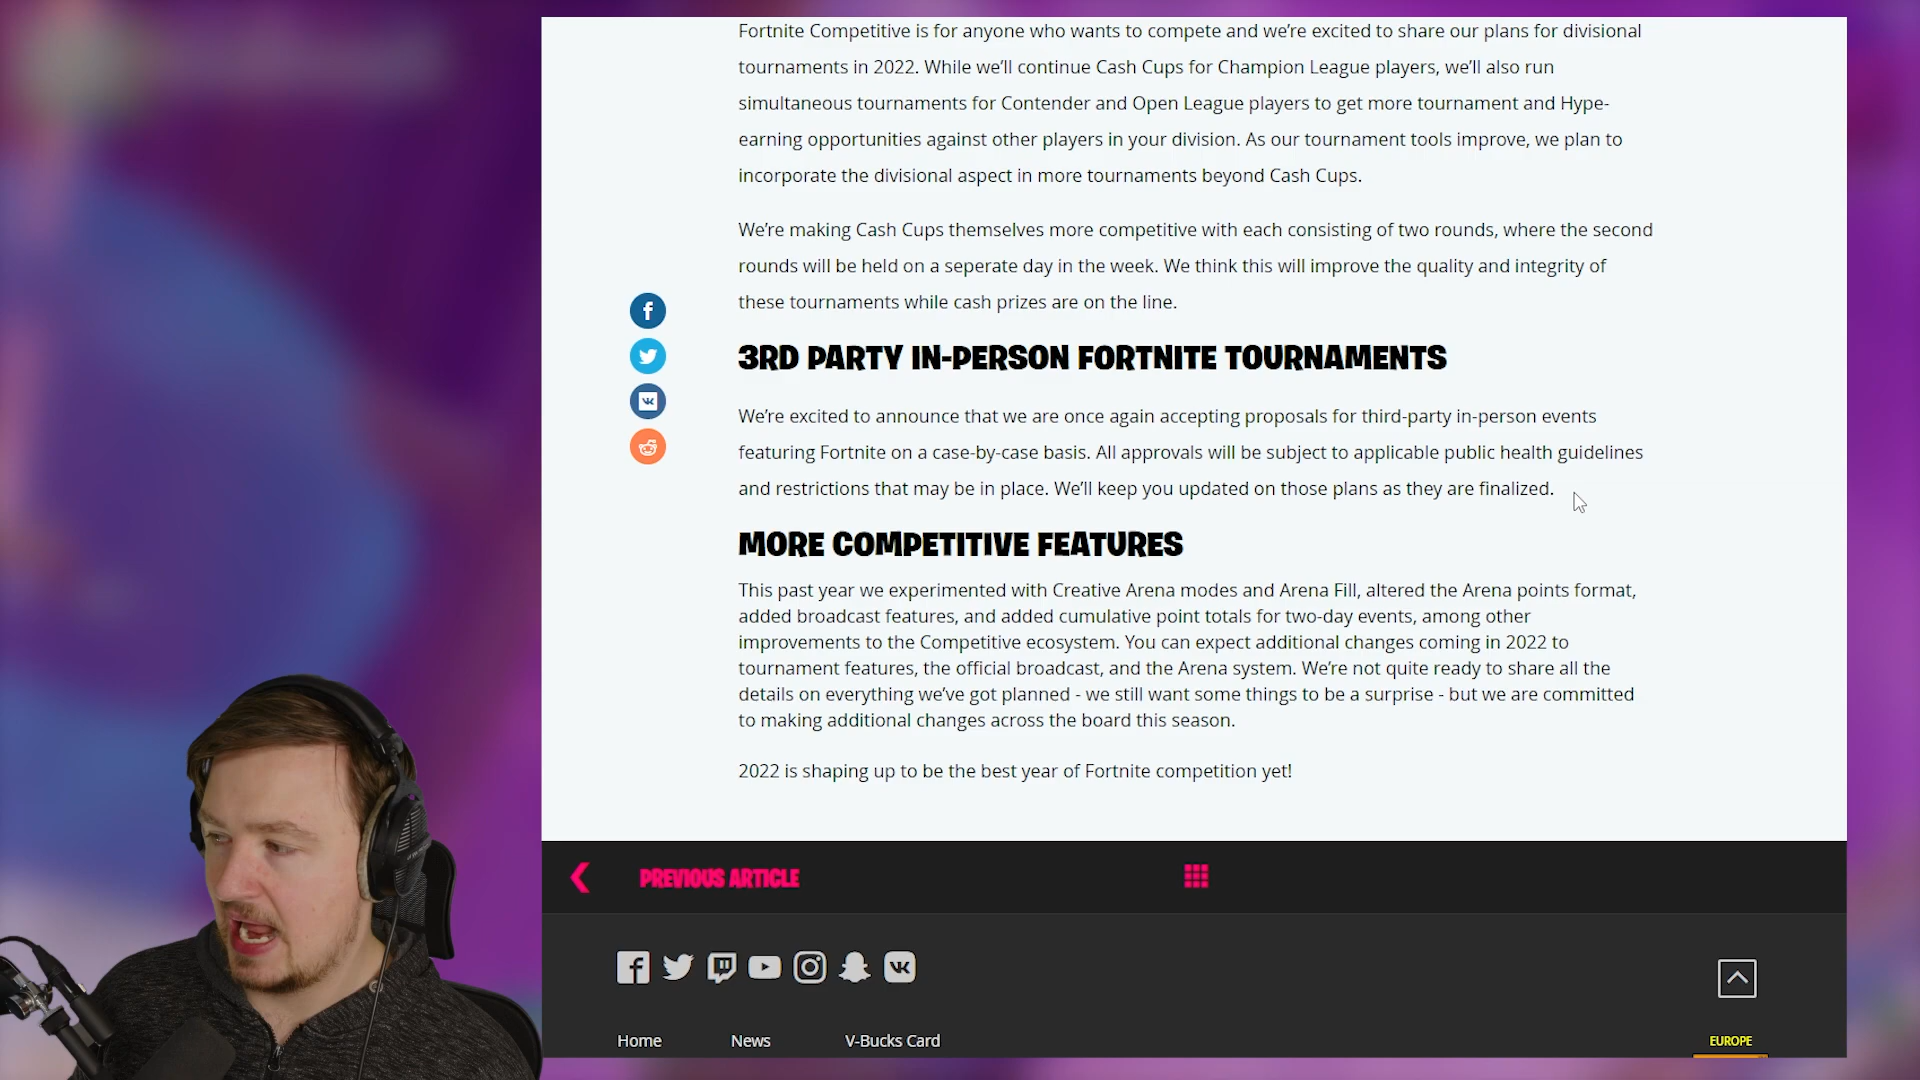 Fortnite Competitive is for anyone who wants to compete and we're excited to share our plans for divisional
tournaments in 2022. While we'll continue Cash Cups for Champion League players, we'll also run
simultaneous tournaments for Contender and Open League players to get more tournament and Hype-
earning opportunities against other players in your division. As our tournament tools improve, we plan to
incorporate the divisional aspect in more tournaments beyond Cash Cups.
We're making Cash Cups themselves more competitive with each consisting of two rounds, where the second
rounds will be held on a seperate day in the week. We think this will improve the quality and integrity of
these tournaments while cash prizes are on the line.
3RD PARTY IN-PERSON FORTNITE TOURNAMENTS
We're excited to announce that we are once again accepting proposals for third-party in-person events
featuring Fortnite on a case-by-case basis. All approvals will be subject to applicable public health guidelines
and restrictions that may be in place. We'll keep you updated on those plans as they are finalized.
MORE COMPETITIVE FEATURES
This past year we experimented with Creative Arena modes and Arena Fill, altered the Arena points format,
added broadcast features, and added cumulative point totals for two-day events, among other
improvements to the Competitive ecosystem. You can expect additional changes coming in 2022 to
tournament features, the official broadcast, and the Arena system. We're not quite ready to share all the
details on everything we've got planned - we still want some things to be a surprise - but we are committed
to making additional changes across the board this season.
2022 is shaping up to be the best year of Fortnite competition yet!
PREVIOUS ARTICLE
Home News V-Bucks Card
EUROPE